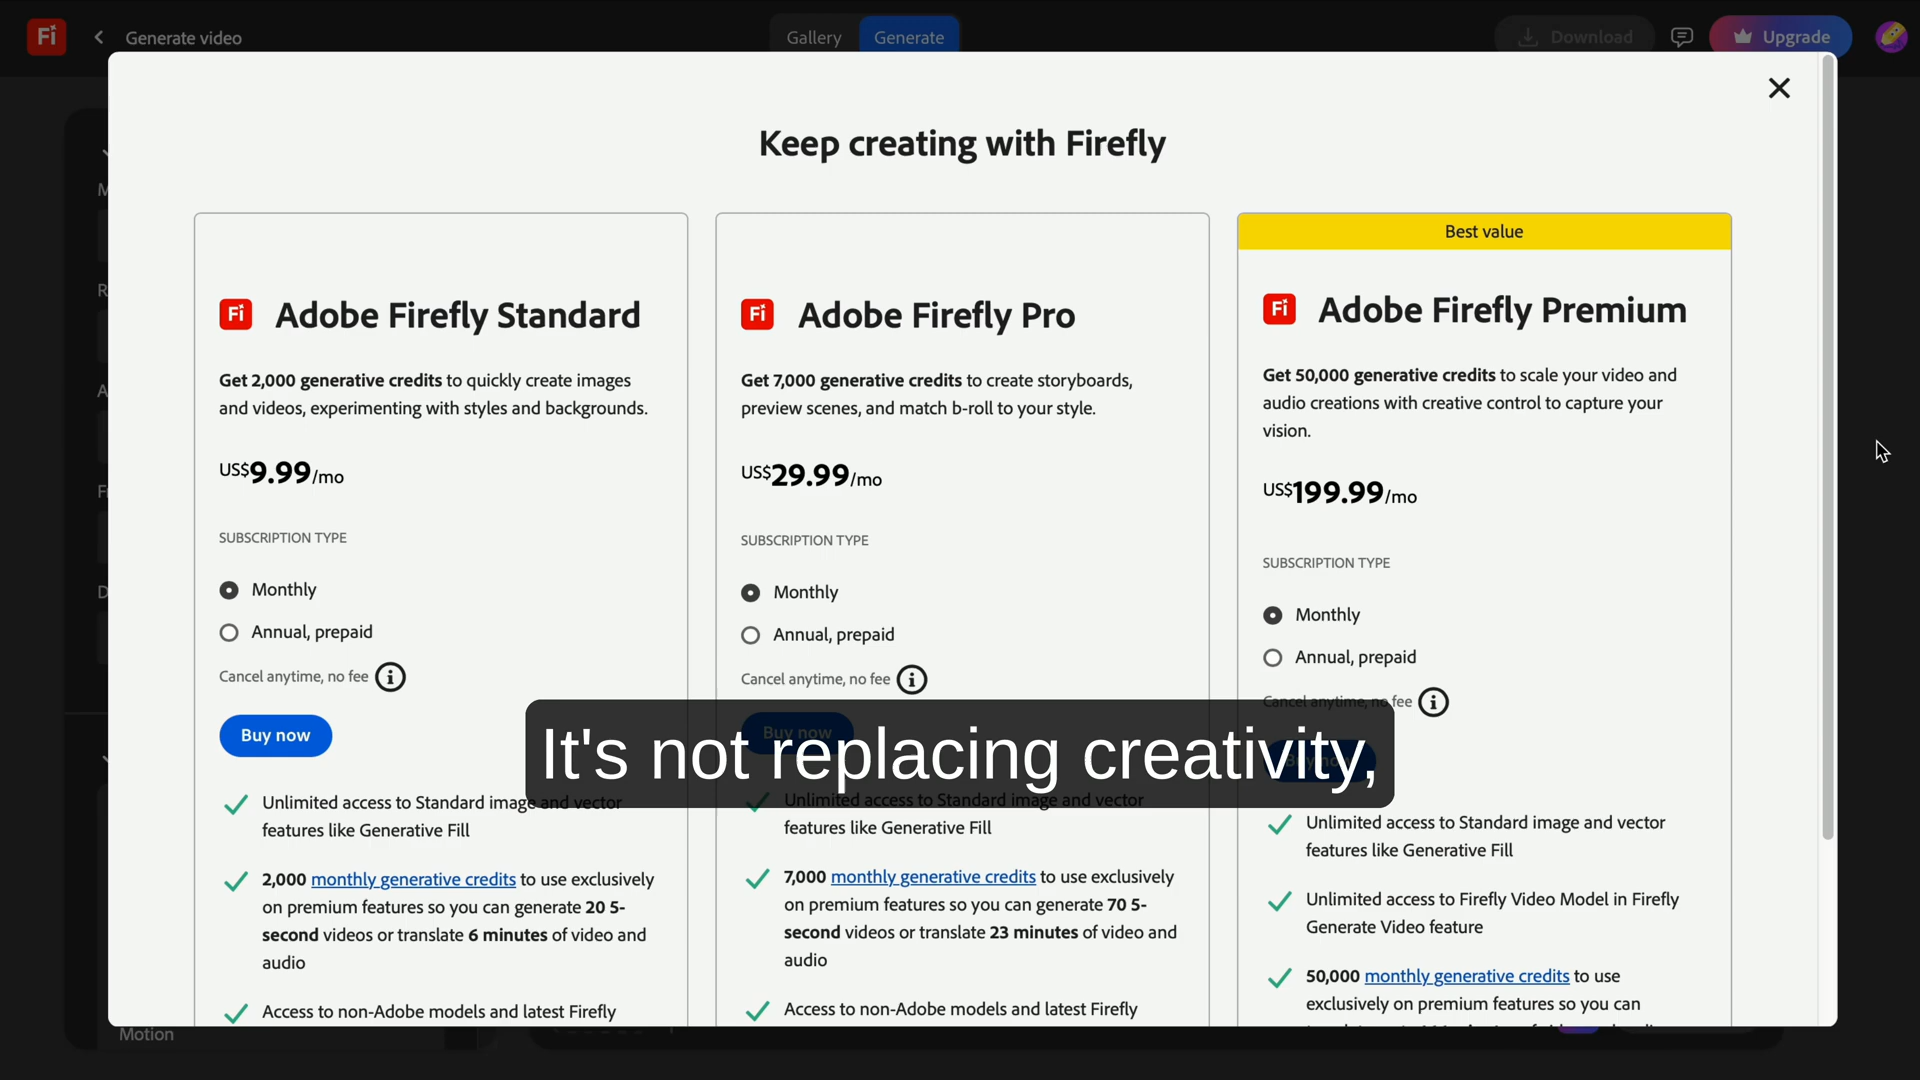 Fi
Generate video
Gallery
Generate
Download
Upgrade
Keep creating with Firefly
Fi Adobe Firefly Standard
Get 2,000 generative credits to quickly create images
and videos, experimenting with styles and backgrounds.
US$9.99/mo
SUBSCRIPTION TYPE
Monthly
Annual, prepaid
Cancel anytime, no fee
Buy now
Unlimited access to Standard image and vector
features like Generative Fill
2,000 monthly generative credits to use exclusively
on premium features so you can generate 20 5-
second videos or translate 6 minutes of video and
audio
Access to non-Adobe models and latest Firefly
Fi Adobe Firefly Pro
Get 7,000 generative credits to create storyboards,
preview scenes, and match b-roll to your style.
US$29.99/mo
SUBSCRIPTION TYPE
Monthly
Annual, prepaid
Cancel anytime, no fee
Buy now
Unlimited access to Standard image and vector
features like Generative Fill
7,000 monthly generative credits to use exclusively
on premium features so you can generate 70 5-
second videos or translate 23 minutes of video and
audio
Access to non-Adobe models and latest Firefly
Best value
Fi Adobe Firefly Premium
Get 50,000 generative credits to scale your video and
audio creations with creative control to capture your
vision.
US$199.99/mo
SUBSCRIPTION TYPE
Monthly
Annual, prepaid
Cancel anytime, no fee
Buy now
Unlimited access to Standard image and vector
features like Generative Fill
Unlimited access to Firefly Video Model in Firefly
Generate Video feature
50,000 monthly generative credits to use
exclusively on premium features so you can
It's not replacing creativity,
Motion